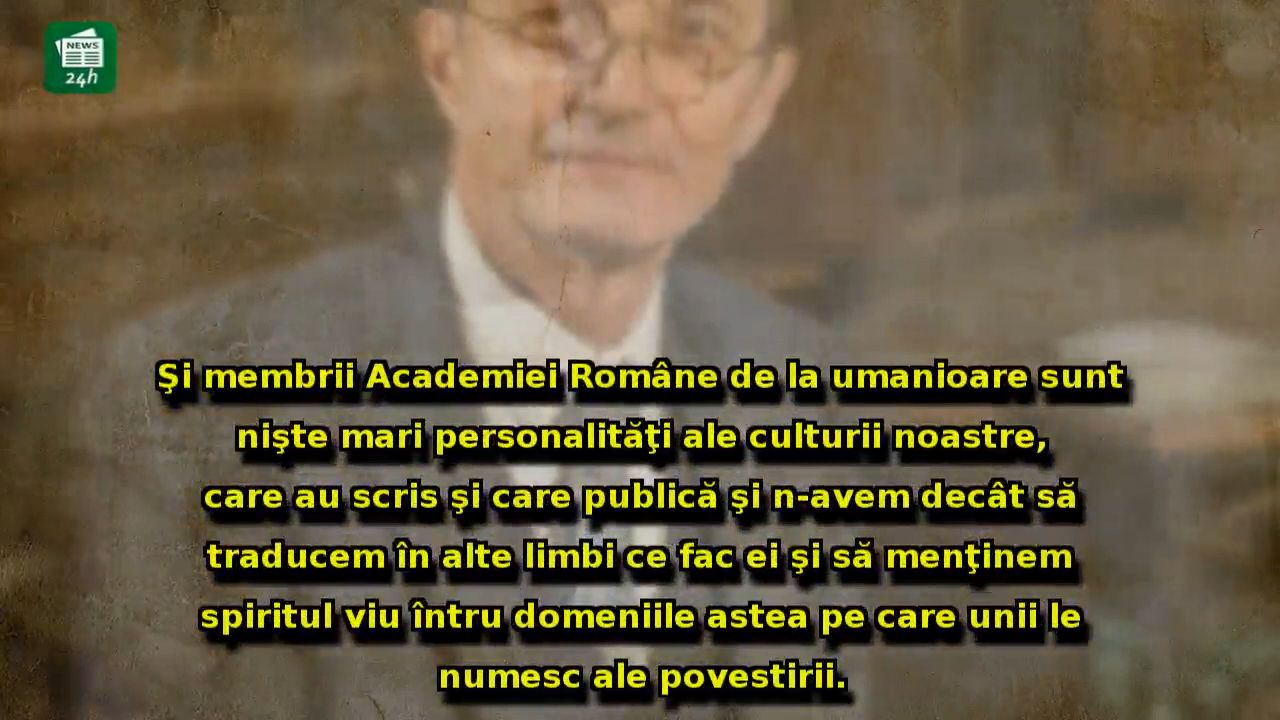 NEWS
24h
Şi membrii Academiei Române de la umanioare sunt
nişte mari personalităţi ale culturii noastre,
care au scris şi care publică şi n-avem decât să
traducem în alte limbi ce fac ei şi să menţinem
spiritul viu întru domeniile astea pe care unii le
numesc ale povestirii.